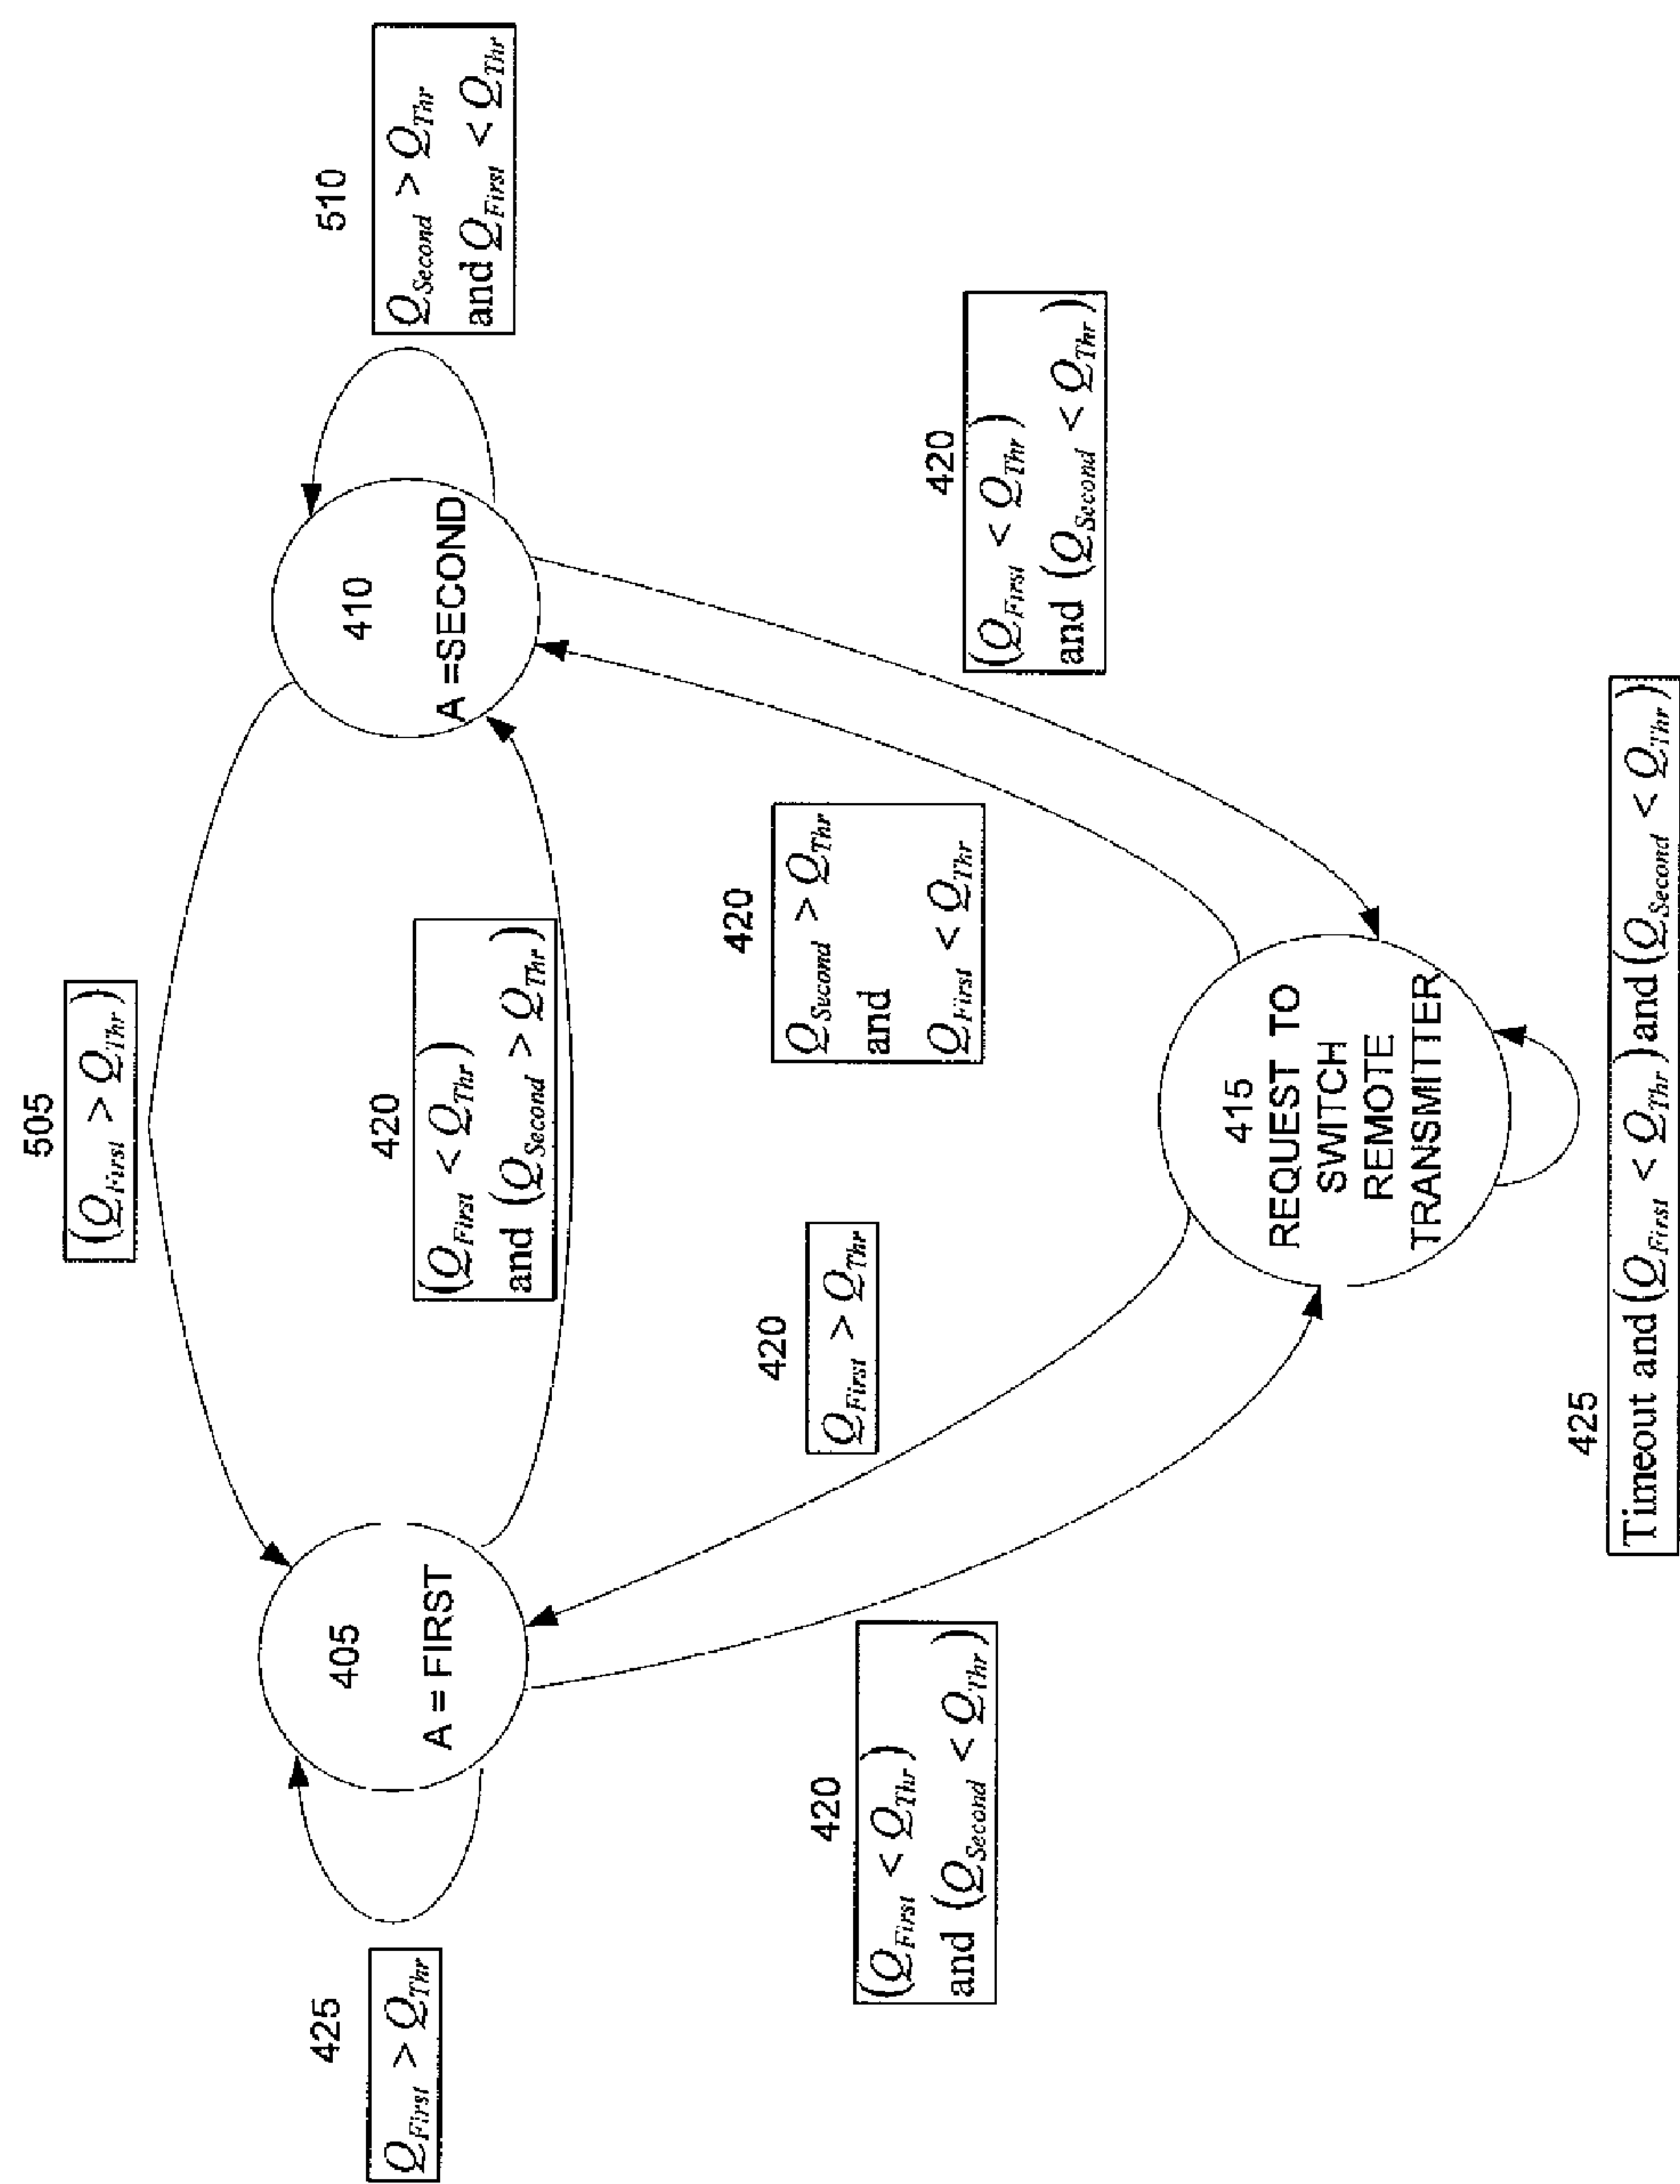 505
(Q_First > Q_Thr)
425
Q_First > Q_Thr
405
A = FIRST
420
(Q_First < Q_Thr)
and (Q_Second > Q_Thr)
410
A =SECOND
510
Q_Second > Q_Thr
and Q_First < Q_Thr
420
(Q_First < Q_Thr)
and (Q_Second < Q_Thr)
420
Q_First > Q_Thr
420
Q_Second > Q_Thr
and
Q_First < Q_Thr
420
(Q_First < Q_Thr)
and (Q_Second < Q_Thr)
415
REQUEST TO
SWITCH
REMOTE
TRANSMITTER
425
Timeout and (Q_First < Q_Thr) and (Q_Second < Q_Thr)